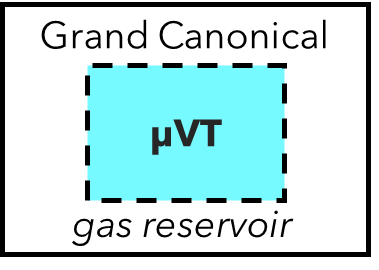 Grand Canonical
µVT
gas reservoir